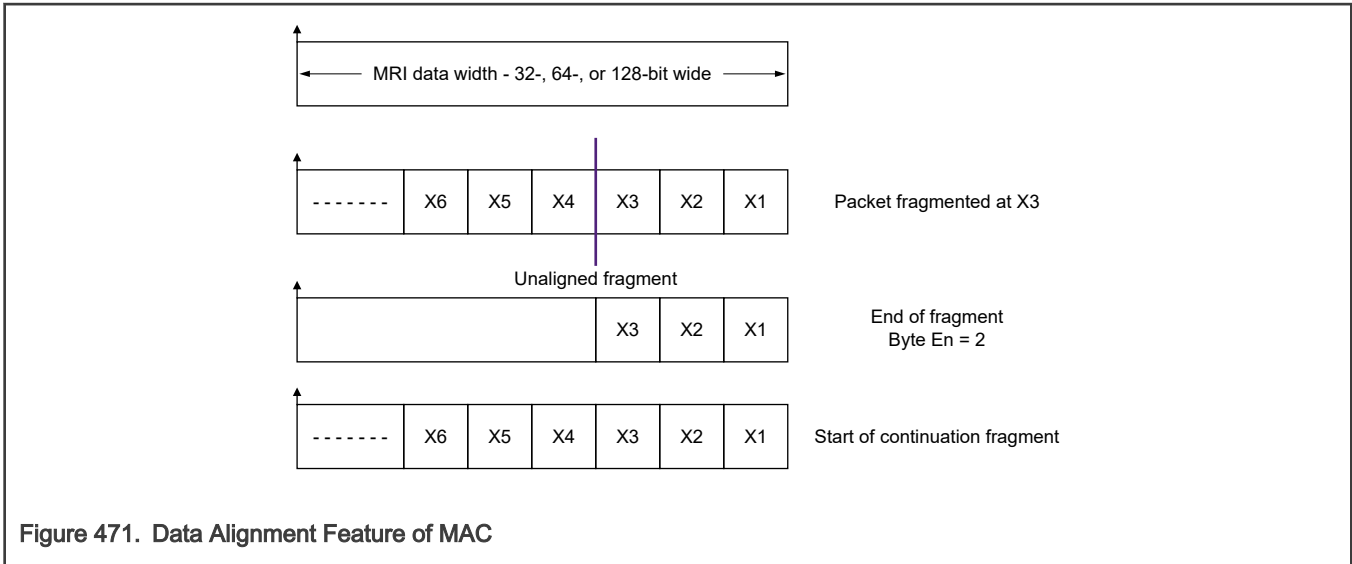 MRI data width - 32-, 64-, or 128-bit wide
------- X6 X5 X4 X3 X2 X1 Packet fragmented at X3
Unaligned fragment
X3 X2 X1 End of fragment
Byte En = 2
------- X6 X5 X4 X3 X2 X1 Start of continuation fragment
Figure 471. Data Alignment Feature of MAC